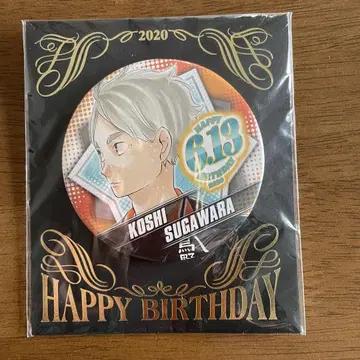 2020
HAPPY
6.13
BIRTHDAY
KOSHI
SUGAWARA
HAPPY BIRTHDAY